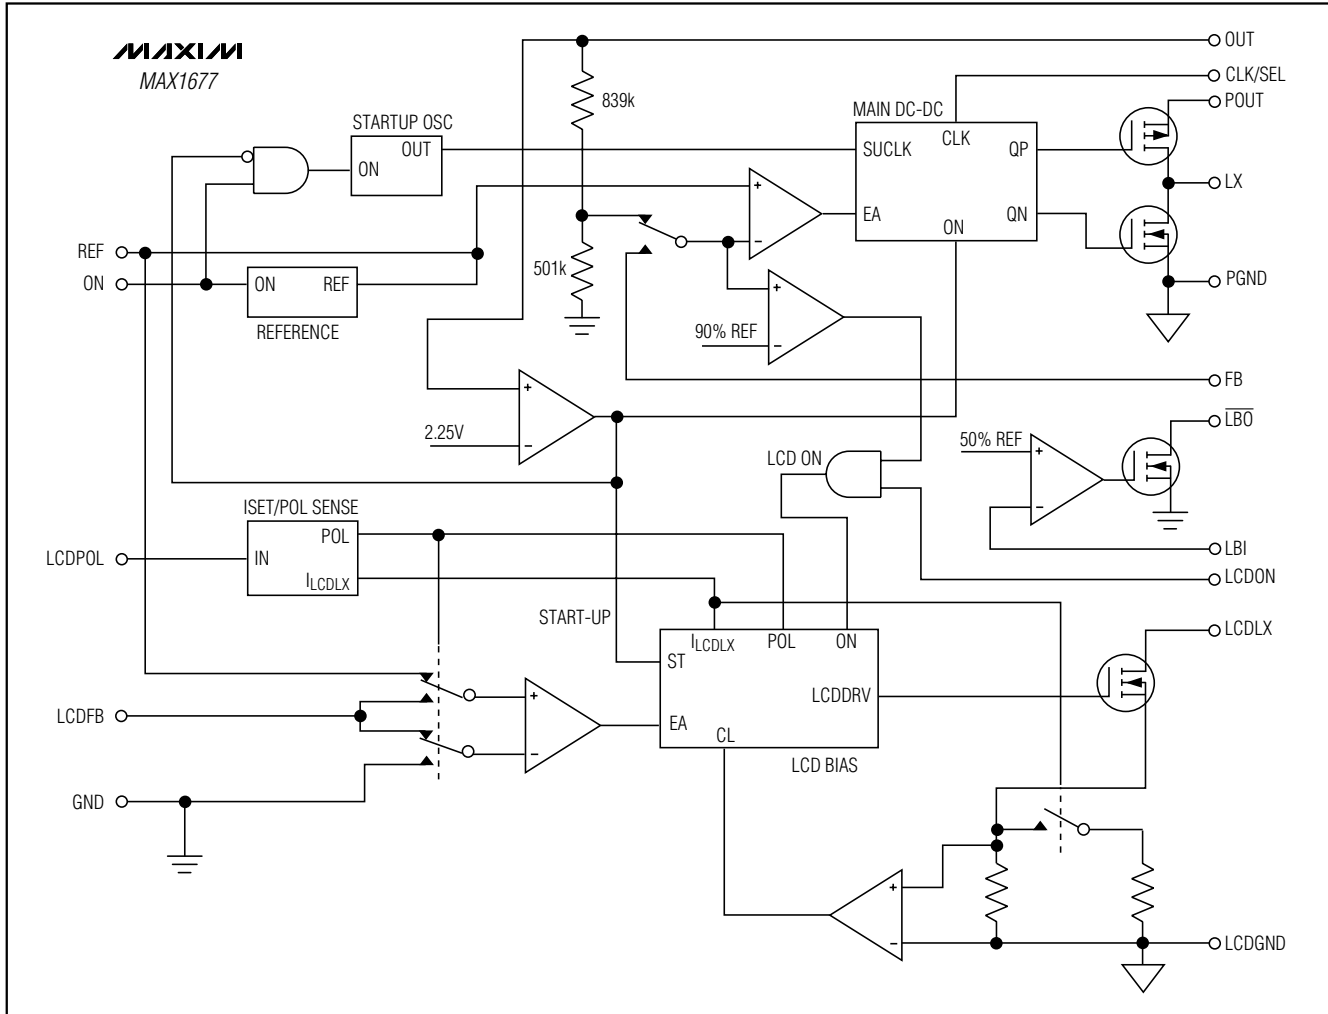 MAXIM
MAX1677
OUT
CLK/SEL
POUT
839k
MAIN DC-DC
STARTUP OSC
OUT
ON
SUCLK
CLK
QP
LX
EA
QN
ON
REF
ON
ON
REF
REFERENCE
501k
PGND
+
−
+
−
90% REF
FB
+
−
2.25V
LBO
50% REF
+
−
LCD ON
LBI
LCDON
ISET/POL SENSE
LCDPOL
IN
POL
ILCDLX
START-UP
ILCDLX
POL
ON
ST
LCDLX
LCDDRV
LCDFB
+
−
EA
CL
LCD BIAS
GND
+
−
LCDGND